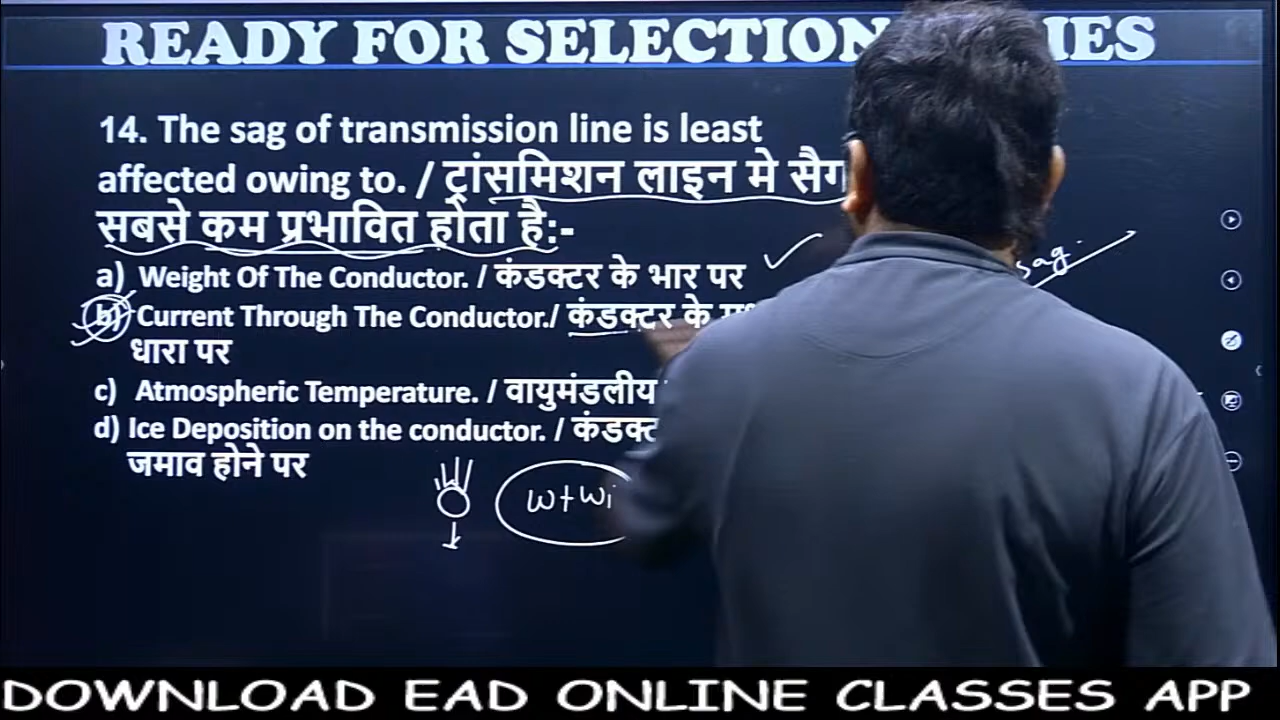 READY FOR SELECTION
14. The sag of transmission line is least
affected owing to. / ट्रांसमिशन लाइन मे सैग
सबसे कम प्रभावित होता है:-
a) Weight Of The Conductor. / कंडक्टर के भार पर
sag.
b) Current Through The Conductor./ कंडक्टर के
धारा पर
c) Atmospheric Temperature. / वायुमंडलीय
d) Ice Deposition on the conductor. /
जमाव होने पर
w+wi
DOWNLOAD EAD ONLINE CLASSES APP